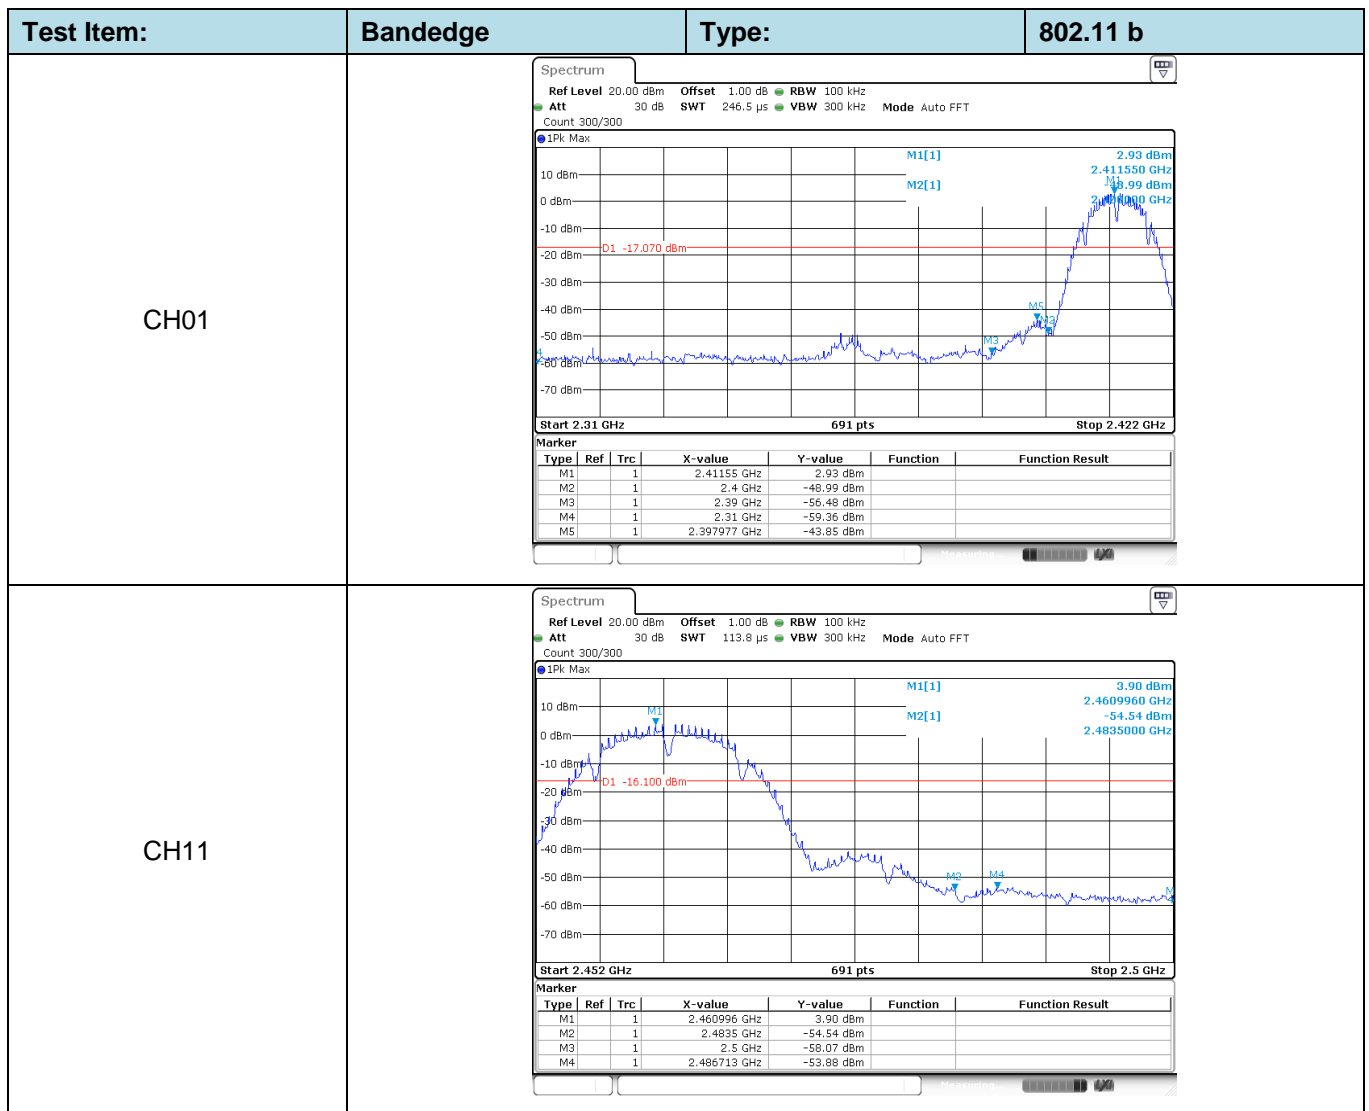 Test Item: Bandedge Type: 802.11 b
CH01
Spectrum
Ref Level 20.00 dBm Offset 1.00 dB RBW 100 kHz
Att 30 dB SWT 246.5 µs VBW 300 kHz Mode Auto FFT
Count 300/300
1Pk Max
M1[1] 2.93 dBm
2.411550 GHz
M2[1] -48.99 dBm
GHz
10 dBm
M1
0 dBm
-10 dBm
D1 -17.070 dBm
-20 dBm
-30 dBm
-40 dBm
M5
M2
-50 dBm
M3
-60 dBm
-70 dBm
Start 2.31 GHz 691 pts Stop 2.422 GHz
Marker
Type Ref Trc X-value Y-value Function Function Result
M1 1 2.41155 GHz 2.93 dBm
M2 1 2.4 GHz -48.99 dBm
M3 1 2.39 GHz -56.48 dBm
M4 1 2.31 GHz -59.36 dBm
M5 1 2.397977 GHz -43.85 dBm
Measuring...
CH11
Spectrum
Ref Level 20.00 dBm Offset 1.00 dB RBW 100 kHz
Att 30 dB SWT 113.8 µs VBW 300 kHz Mode Auto FFT
Count 300/300
1Pk Max
M1[1] 3.90 dBm
2.4609960 GHz
M2[1] -54.54 dBm
2.4835000 GHz
10 dBm
M1
0 dBm
-10 dBm
D1 -16.100 dBm
-20 dBm
-30 dBm
-40 dBm
-50 dBm
M2 M4
-60 dBm
-70 dBm
Start 2.452 GHz 691 pts Stop 2.5 GHz
Marker
Type Ref Trc X-value Y-value Function Function Result
M1 1 2.460996 GHz 3.90 dBm
M2 1 2.4835 GHz -54.54 dBm
M3 1 2.5 GHz -58.07 dBm
M4 1 2.486713 GHz -53.88 dBm
Measuring...